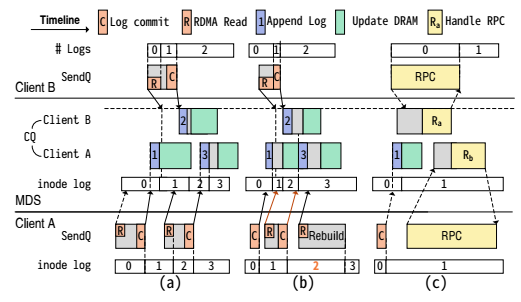 Timeline C Log commit R RDMA Read 1 Append Log Update DRAM Ra Handle RPC
# Logs 0 1 2 0 1 2 0 1
SendQ R C R C RPC
Client B
Client B 2 2 Ra
CQ
Client A 1 3 1 3 1 Rb
inode log 0 1 2 3 0 1 2 3 0 1
MDS
Client A
SendQ R C R C C R C R Rebuild C RPC
inode log 0 1 2 3 0 1 2 3 0 1
(a) (b) (c)